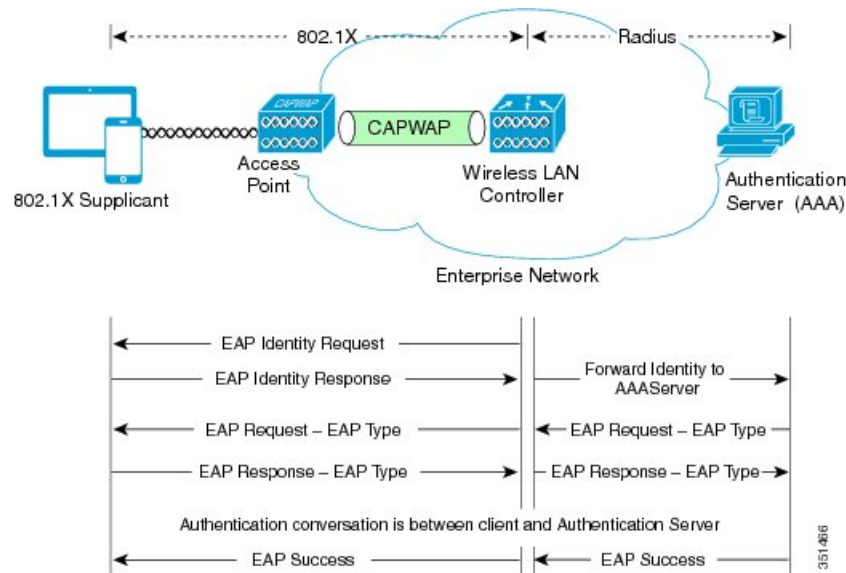 802.1X
Radius
CAPWAP
CAPWAP
Access
Point
Wireless LAN
Controller
802.1X Supplicant
Authentication
Server (AAA)
Enterprise Network
EAP Identity Request
EAP Identity Response
Forward Identity to
AAAServer
EAP Request – EAP Type
EAP Request – EAP Type
EAP Response – EAP Type
EAP Response – EAP Type
Authentication conversation is between client and Authentication Server
EAP Success
EAP Success
351466